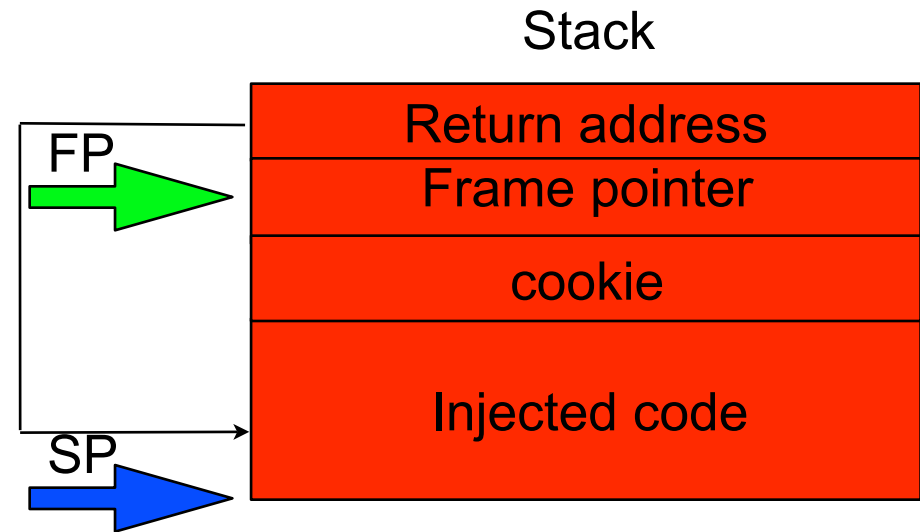 Stack
Return address
FP
Frame pointer
cookie
Injected code
SP